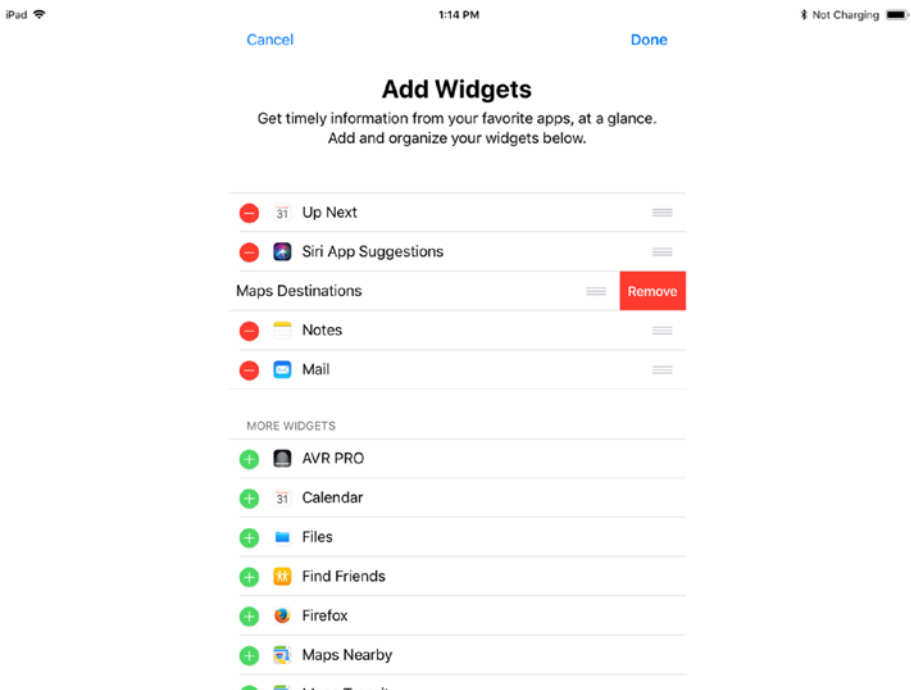 iPad 1:14 PM Not Charging
Cancel Done
Add Widgets
Get timely information from your favorite apps, at a glance.
Add and organize your widgets below.
31 Up Next
Siri App Suggestions
Maps Destinations Remove
Notes
Mail
MORE WIDGETS
AVR PRO
31 Calendar
Files
Find Friends
Firefox
Maps Nearby